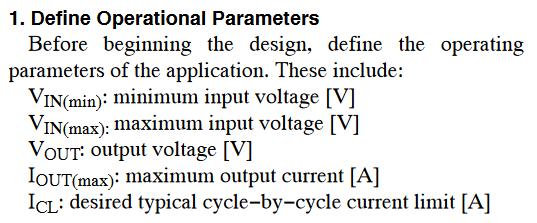 1. Define Operational Parameters
Before beginning the design, define the operating
parameters of the application. These include:
VIN(min): minimum input voltage [V]
VIN(max): maximum input voltage [V]
VOUT: output voltage [V]
IOUT(max): maximum output current [A]
ICL: desired typical cycle−by−cycle current limit [A]